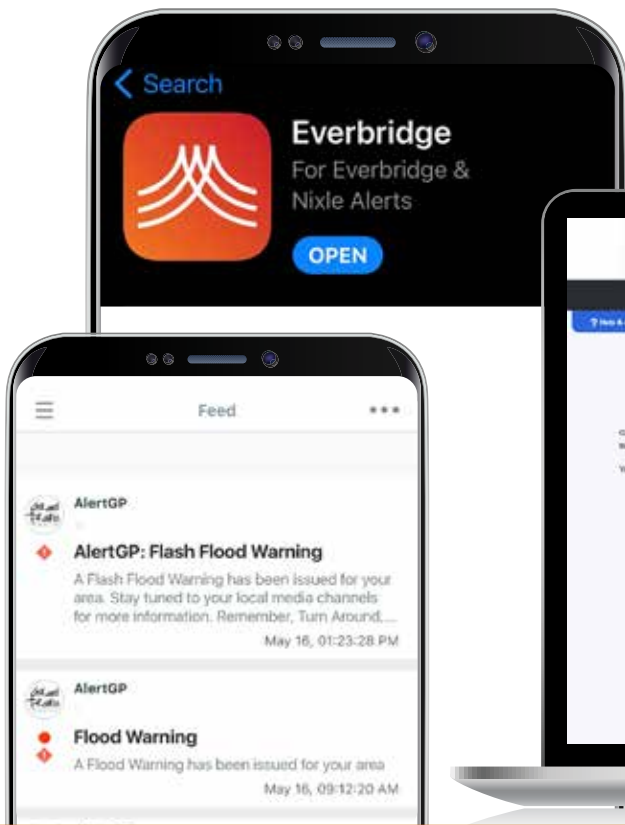 Search
Everbridge
For Everbridge &
Nixle Alerts
OPEN
Feed
AlertGP
AlertGP: Flash Flood Warning
A Flash Flood Warning has been issued for your
area. Stay tuned to your local media channels
for more information. Remember, Turn Around,...
May 16, 01:23:28 PM
AlertGP
Flood Warning
A Flood Warning has been issued for your area
May 16, 09:12:20 AM
? Help &